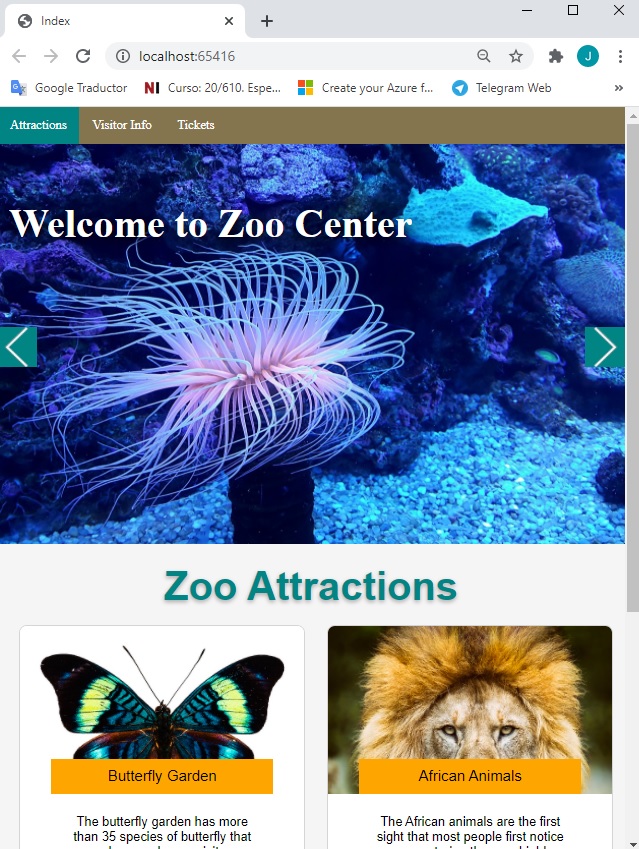 Index
localhost:65416
J
Google Traductor
NI Curso: 20/610. Espe...
Create your Azure f...
Telegram Web
»
Attractions
Visitor Info
Tickets
Welcome to Zoo Center
Zoo Attractions
Butterfly Garden
The butterfly garden has more
than 35 species of butterfly that
African Animals
The African animals are the first
sight that most people first notice